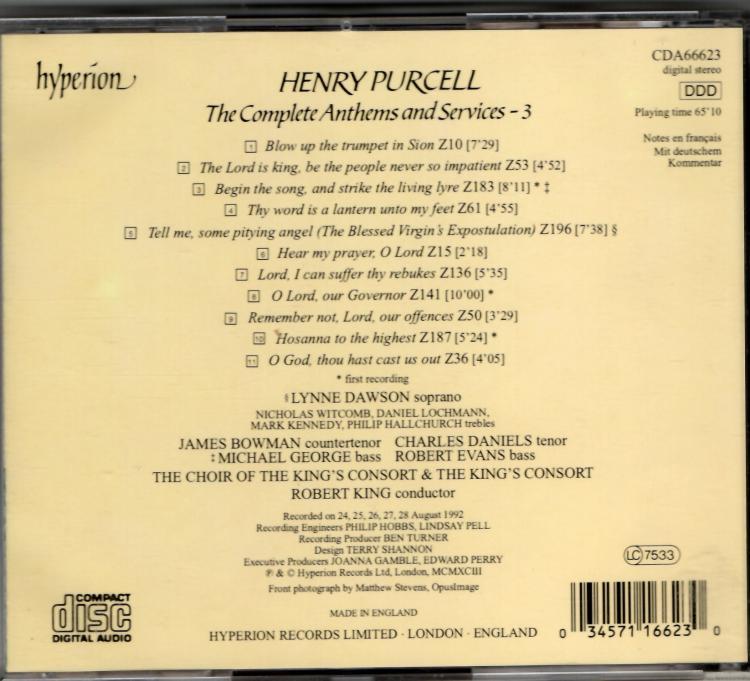 hyperion
CDA66623
digital stereo
DDD
Playing time 65'10
Notes en français
Mit deutschem
Kommentar
HENRY PURCELL
The Complete Anthems and Services - 3
1 Blow up the trumpet in Sion Z10 [7'29]
2 The Lord is king, be the people never so impatient Z53 [4'52]
3 Begin the song, and strike the living lyre Z183 [8'11] * ‡
4 Thy word is a lantern unto my feet Z61 [4'55]
5 Tell me, some pitying angel (The Blessed Virgin's Expostulation) Z196 [7'38] §
6 Hear my prayer, O Lord Z15 [2'18]
7 Lord, I can suffer thy rebukes Z136 [5'35]
8 O Lord, our Governor Z141 [10'00] *
9 Remember not, Lord, our offences Z50 [3'29]
10 Hosanna to the highest Z187 [5'24] *
11 O God, thou hast cast us out Z36 [4'05]
* first recording
§ LYNNE DAWSON soprano
NICHOLAS WITCOMB, DANIEL LOCHMANN,
MARK KENNEDY, PHILIP HALLCHURCH trebles
JAMES BOWMAN countertenor CHARLES DANIELS tenor
‡ MICHAEL GEORGE bass ROBERT EVANS bass
THE CHOIR OF THE KING'S CONSORT & THE KING'S CONSORT
ROBERT KING conductor
Recorded on 24, 25, 26, 27, 28 August 1992
Recording Engineers PHILIP HOBBS, LINDSAY PELL
Recording Producer BEN TURNER
Design TERRY SHANNON
Executive Producers JOANNA GAMBLE, EDWARD PERRY
℗ & © Hyperion Records Ltd, London, MCMXCIII
Front photograph by Matthew Stevens, OpusImage
MADE IN ENGLAND
HYPERION RECORDS LIMITED · LONDON · ENGLAND
COMPACT
disc
DIGITAL AUDIO
LC 7533
0 34571 16623 0